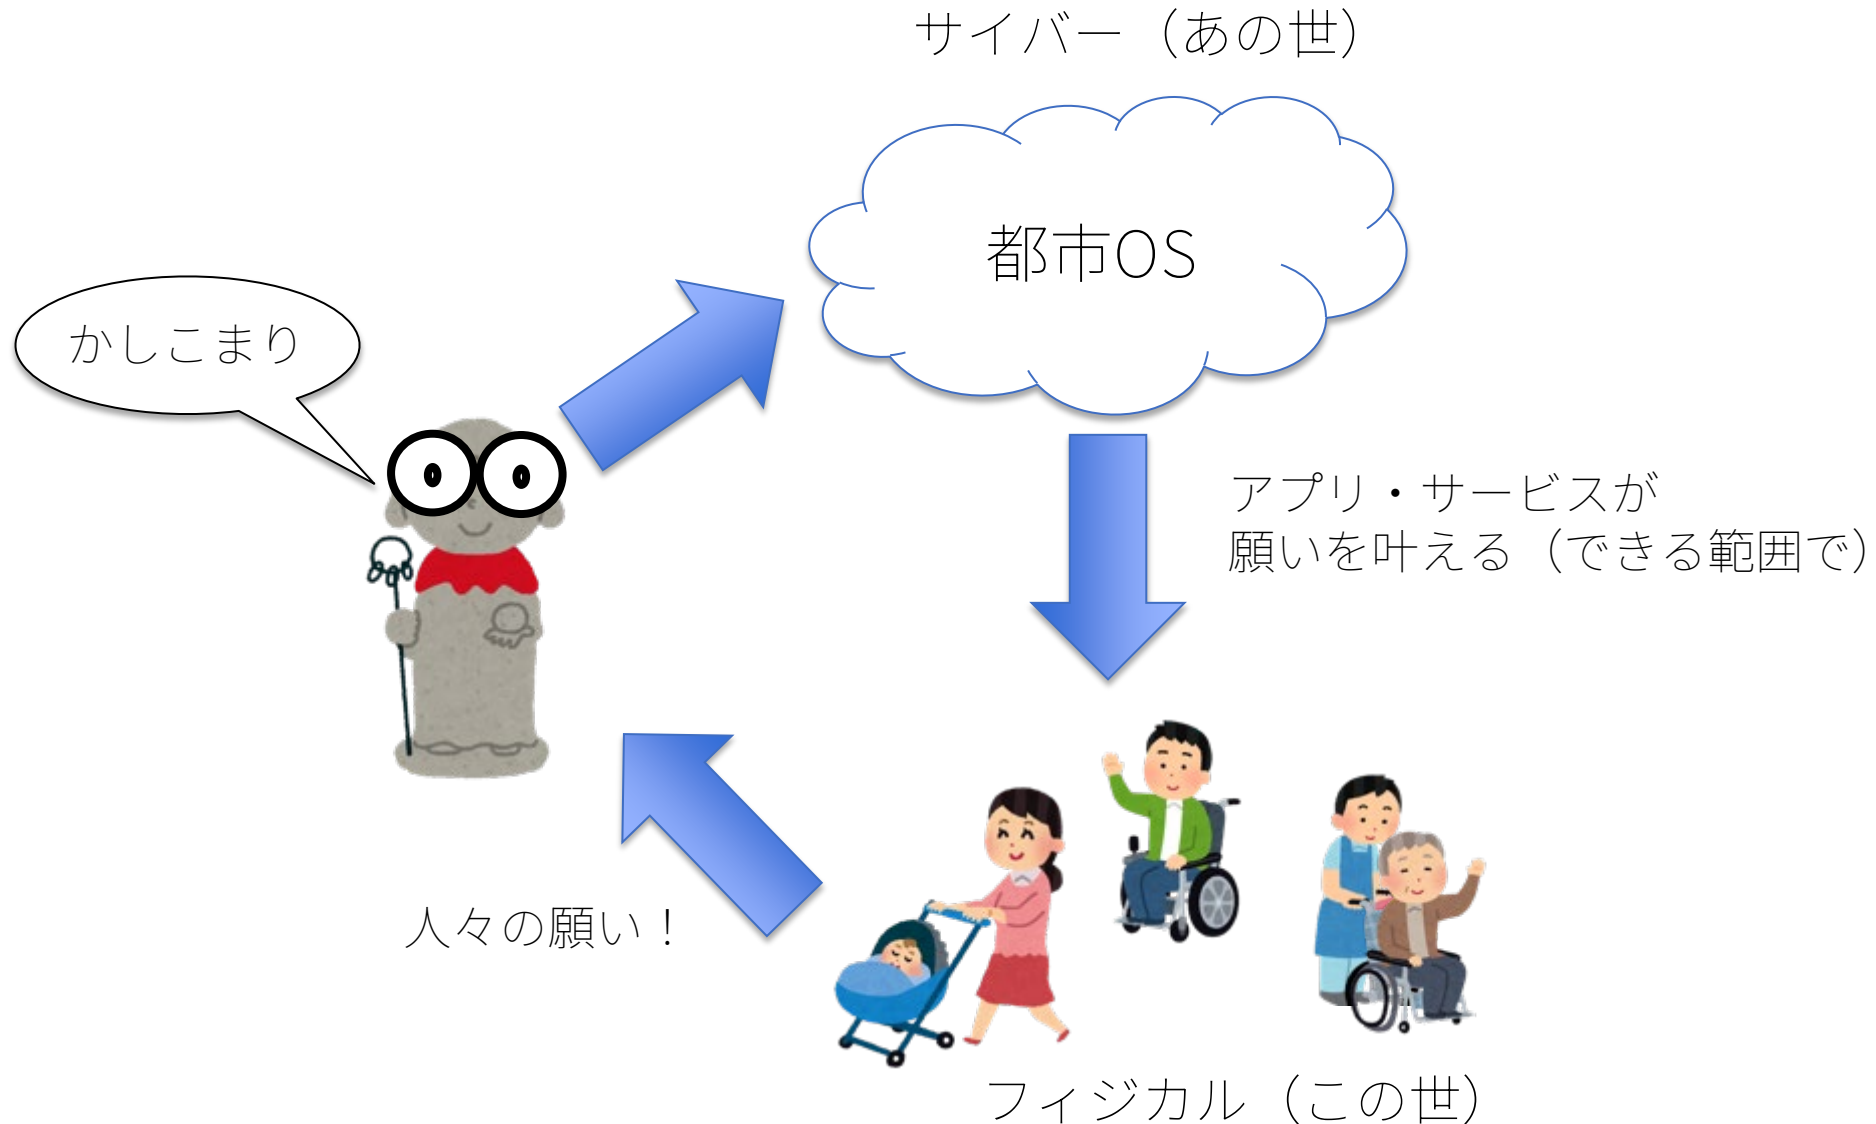 サイバー（あの世）
都市OS
かしこまり
アプリ・サービスが
願いを叶える（できる範囲で）
人々の願い！
フィジカル（この世）